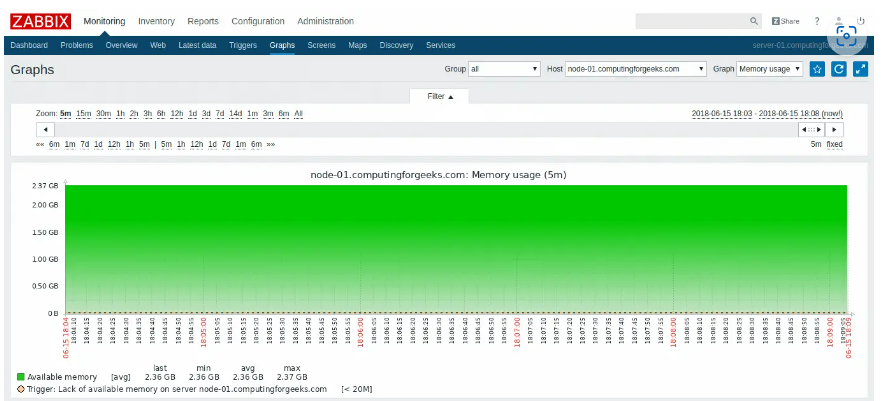 ZABBIX Monitoring Inventory Reports Configuration Administration Z Share ?
Dashboard Problems Overview Web Latest data Triggers Graphs Screens Maps Discovery Services server-01.computingforgeeks.com
Graphs Group all Host node-01.computingforgeeks.com Graph Memory usage
Filter
Zoom: 5m 15m 30m 1h 2h 3h 6h 12h 1d 3d 7d 14d 1m 3m 6m All 2018-06-15 18:03 - 2018-06-15 18:08 (now!)
«« 6m 1m 7d 1d 12h 1h 5m | 5m 1h 12h 1d 7d 1m 6m »» 5m fixed
node-01.computingforgeeks.com: Memory usage (5m)
2.37 GB
2.00 GB
1.50 GB
1.00 GB
0.50 GB
0 B
06-15 18:04 18:04:10 18:04:15 18:04:20 18:04:25 18:04:30 18:04:35 18:04:40 18:04:45 18:04:50 18:04:55 18:05:00 18:05:05 18:05:10 18:05:15 18:05:20 18:05:25 18:05:30 18:05:35 18:05:40 18:05:45 18:05:50 18:05:55 18:06:00 18:06:05 18:06:10 18:06:15 18:06:20 18:06:25 18:06:30 18:06:35 18:06:40 18:06:45 18:06:50 18:06:55 18:07:00 18:07:05 18:07:10 18:07:15 18:07:20 18:07:25 18:07:30 18:07:35 18:07:40 18:07:45 18:07:50 18:07:55 18:08:00 18:08:05 18:08:10 18:08:15 18:08:20 18:08:25 18:08:30 18:08:35 18:08:40 18:08:45 18:08:50 18:08:55 18:09:00 18:09:05 06-15 18:09
last min avg max
Available memory [avg] 2.36 GB 2.36 GB 2.36 GB 2.37 GB
Trigger: Lack of available memory on server node-01.computingforgeeks.com [< 20M]